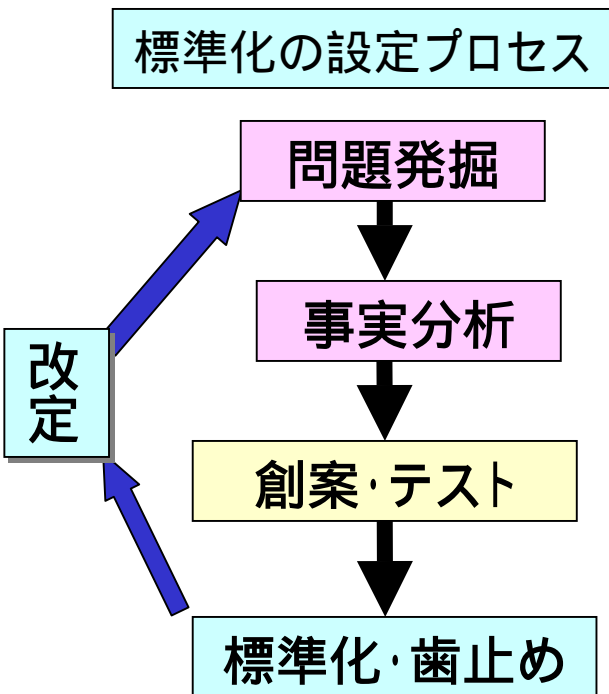 標準化の設定プロセス
問題発掘
事実分析
改
定
創案･テスト
標準化･歯止め